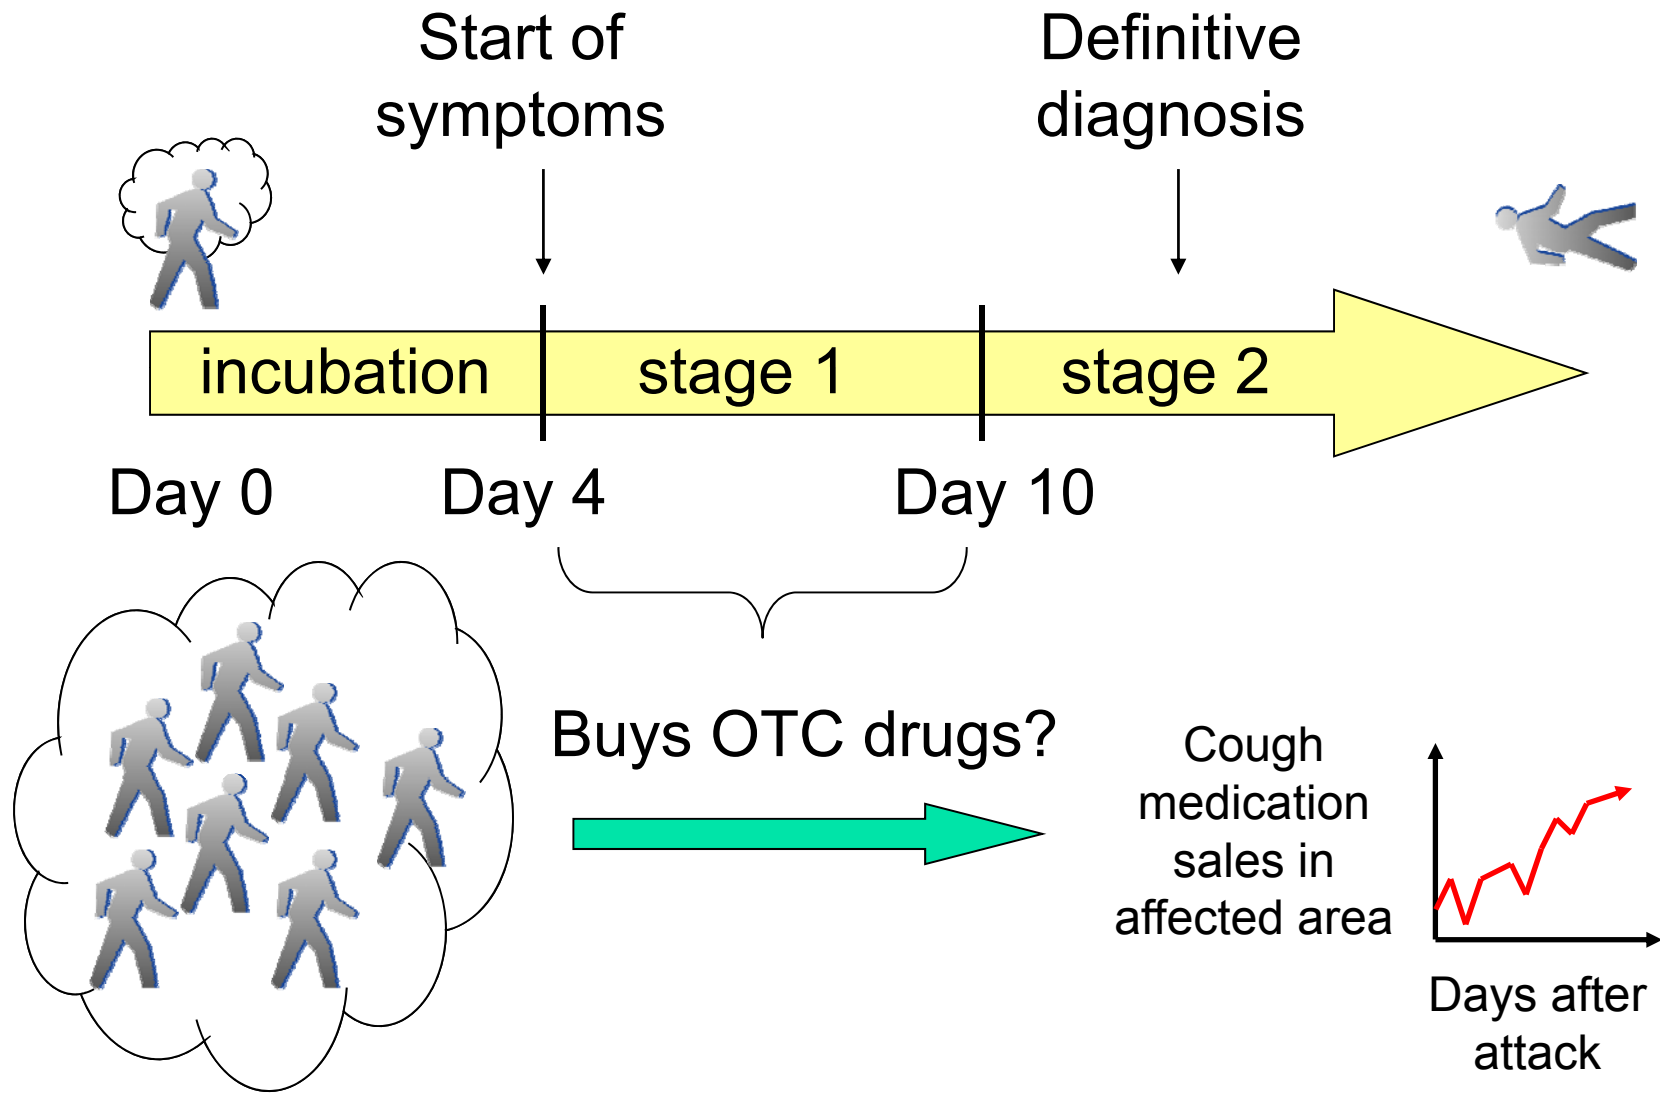 Start of
symptoms
Definitive
diagnosis
incubation
stage 1
stage 2
Day 0
Day 4
Day 10
Buys OTC drugs?
Cough
medication
sales in
affected area
Days after
attack